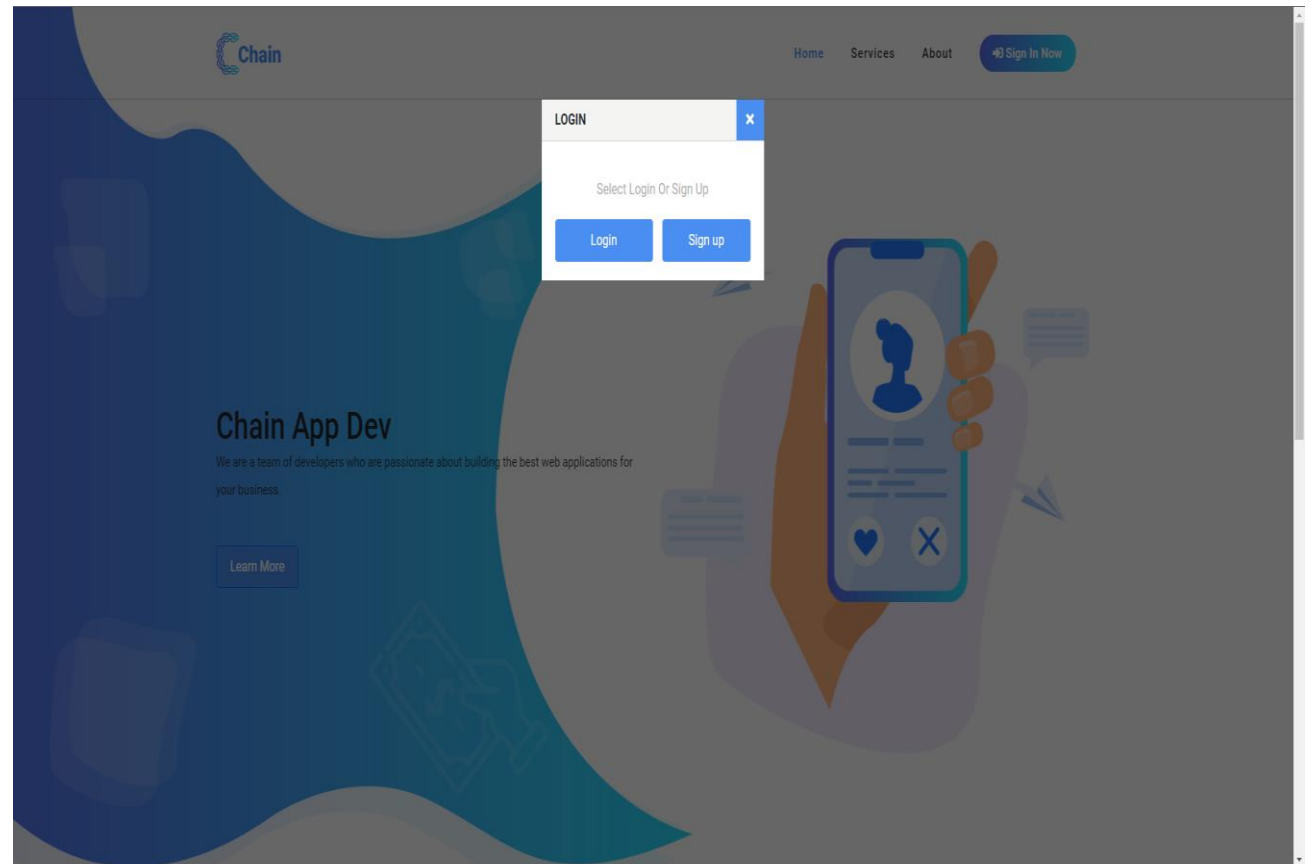 Chain
Home Services About Sign In Now
LOGIN
Select Login Or Sign Up
Login Sign up
Chain App Dev
We are a team of developers who are passionate about building the best web applications for
your business.
Learn More